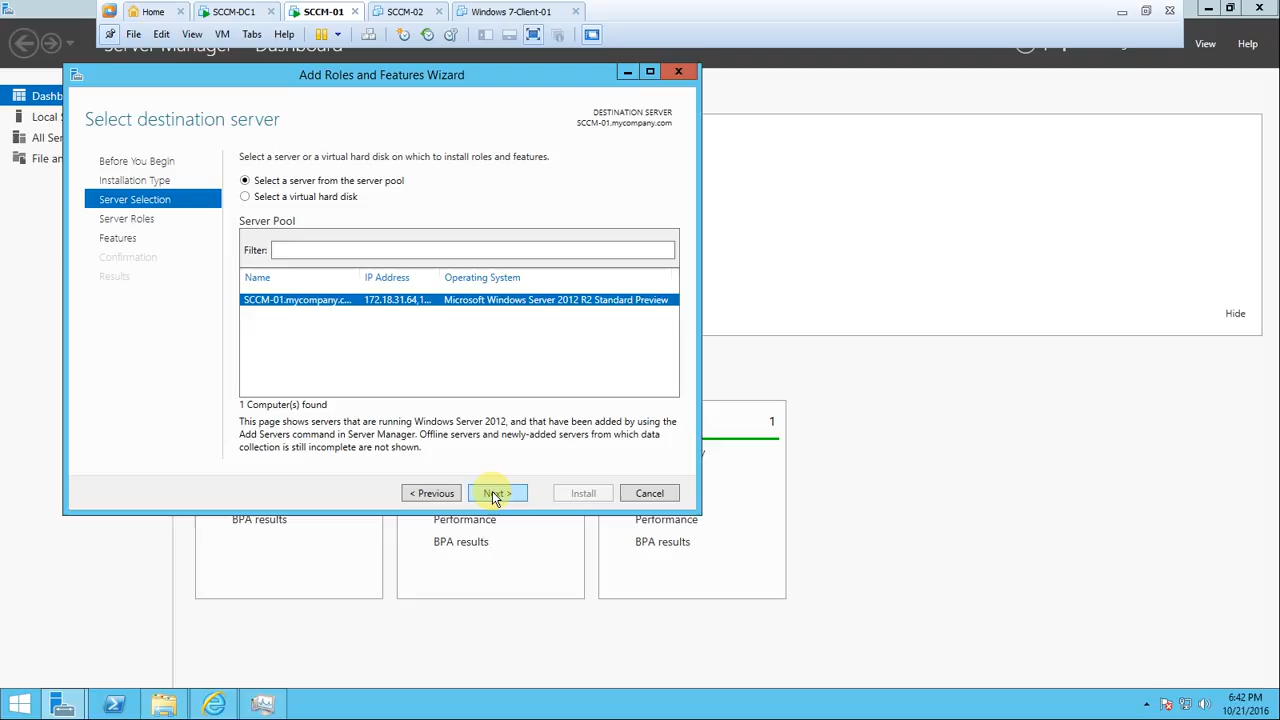 Home
SCCM-DC1
SCCM-01
SCCM-02
Windows 7-Client-01
File
Edit
View
VM
Tabs
Help
View
Help
Add Roles and Features Wizard
Select destination server
DESTINATION SERVER
SCCM-01.mycompany.com
Before You Begin
Installation Type
Server Selection
Server Roles
Features
Confirmation
Results
Select a server or a virtual hard disk on which to install roles and features.
Select a server from the server pool
Select a virtual hard disk
Server Pool
Filter:
Name IP Address Operating System
SCCM-01.mycompany.c... 172.18.31.64,1... Microsoft Windows Server 2012 R2 Standard Preview
1 Computer(s) found
This page shows servers that are running Windows Server 2012, and that have been added by using the
Add Servers command in Server Manager. Offline servers and newly-added servers from which data
collection is still incomplete are not shown.
< Previous
Next >
Install
Cancel
Dashb
Local S
All Ser
File an
Hide
1
BPA results
Performance
BPA results
Performance
BPA results
6:42 PM
10/21/2016